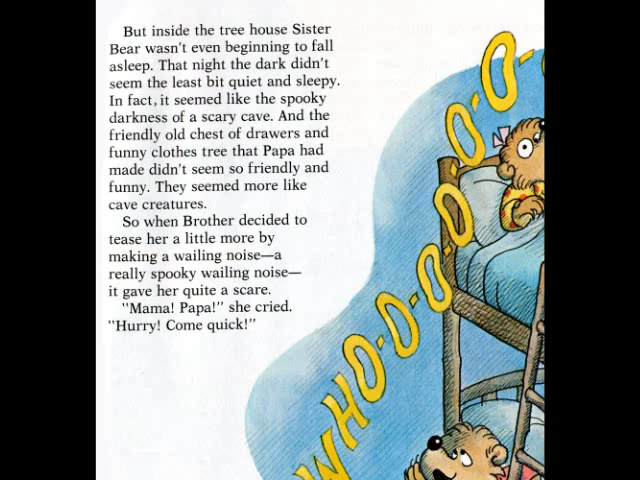 But inside the tree house Sister
Bear wasn't even beginning to fall
asleep. That night the dark didn't
seem the least bit quiet and sleepy.
In fact, it seemed like the spooky
darkness of a scary cave. And the
friendly old chest of drawers and
funny clothes tree that Papa had
made didn't seem so friendly and
funny. They seemed more like
cave creatures.
So when Brother decided to
tease her a little more by
making a wailing noise—a
really spooky wailing noise—
it gave her quite a scare.
"Mama! Papa!" she cried.
"Hurry! Come quick!"
WHO-O-O-O-O-O-O